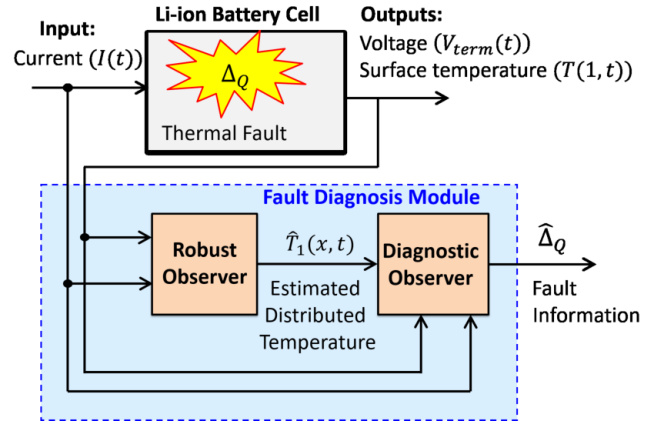 Input:
Current (I(t))
Li-ion Battery Cell
Δ_Q
Thermal Fault
Outputs:
Voltage (V_term(t))
Surface temperature (T(1, t))
Fault Diagnosis Module
Robust
Observer
T̂₁(x, t)
Estimated
Distributed
Temperature
Diagnostic
Observer
Δ̂_Q
Fault
Information